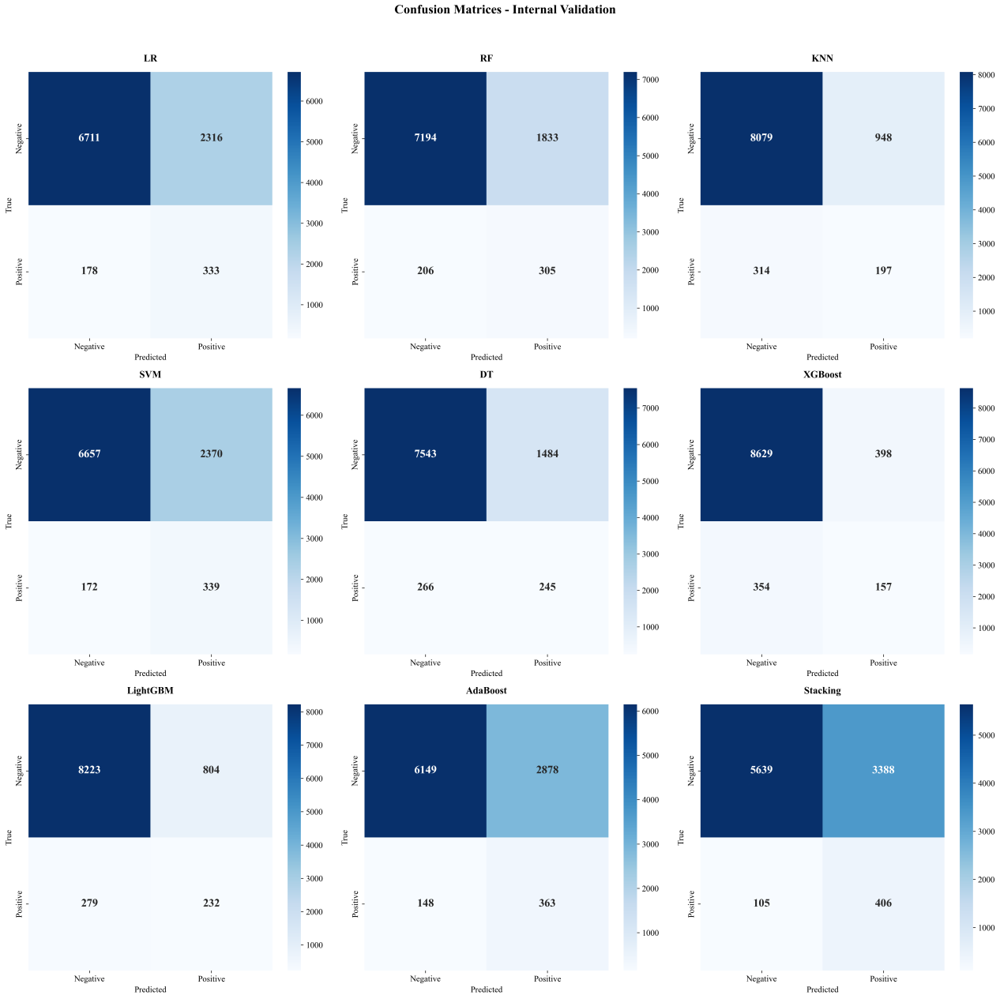 Confusion Matrices - Internal Validation
LR
Negative
Positive
True
6711
2316
178
333
Negative
Positive
Predicted
6000
5000
4000
3000
2000
1000
RF
Negative
Positive
True
7194
1833
206
305
Negative
Positive
Predicted
7000
6000
5000
4000
3000
2000
1000
KNN
Negative
Positive
True
8079
948
314
197
Negative
Positive
Predicted
8000
7000
6000
5000
4000
3000
2000
1000
SVM
Negative
Positive
True
6657
2370
172
339
Negative
Positive
Predicted
6000
5000
4000
3000
2000
1000
DT
Negative
Positive
True
7543
1484
266
245
Negative
Positive
Predicted
7000
6000
5000
4000
3000
2000
1000
XGBoost
Negative
Positive
True
8629
398
354
157
Negative
Positive
Predicted
8000
7000
6000
5000
4000
3000
2000
1000
LightGBM
Negative
Positive
True
8223
804
279
232
Negative
Positive
Predicted
8000
7000
6000
5000
4000
3000
2000
1000
AdaBoost
Negative
Positive
True
6149
2878
148
363
Negative
Positive
Predicted
6000
5000
4000
3000
2000
1000
Stacking
Negative
Positive
True
5639
3388
105
406
Negative
Positive
Predicted
5000
4000
3000
2000
1000